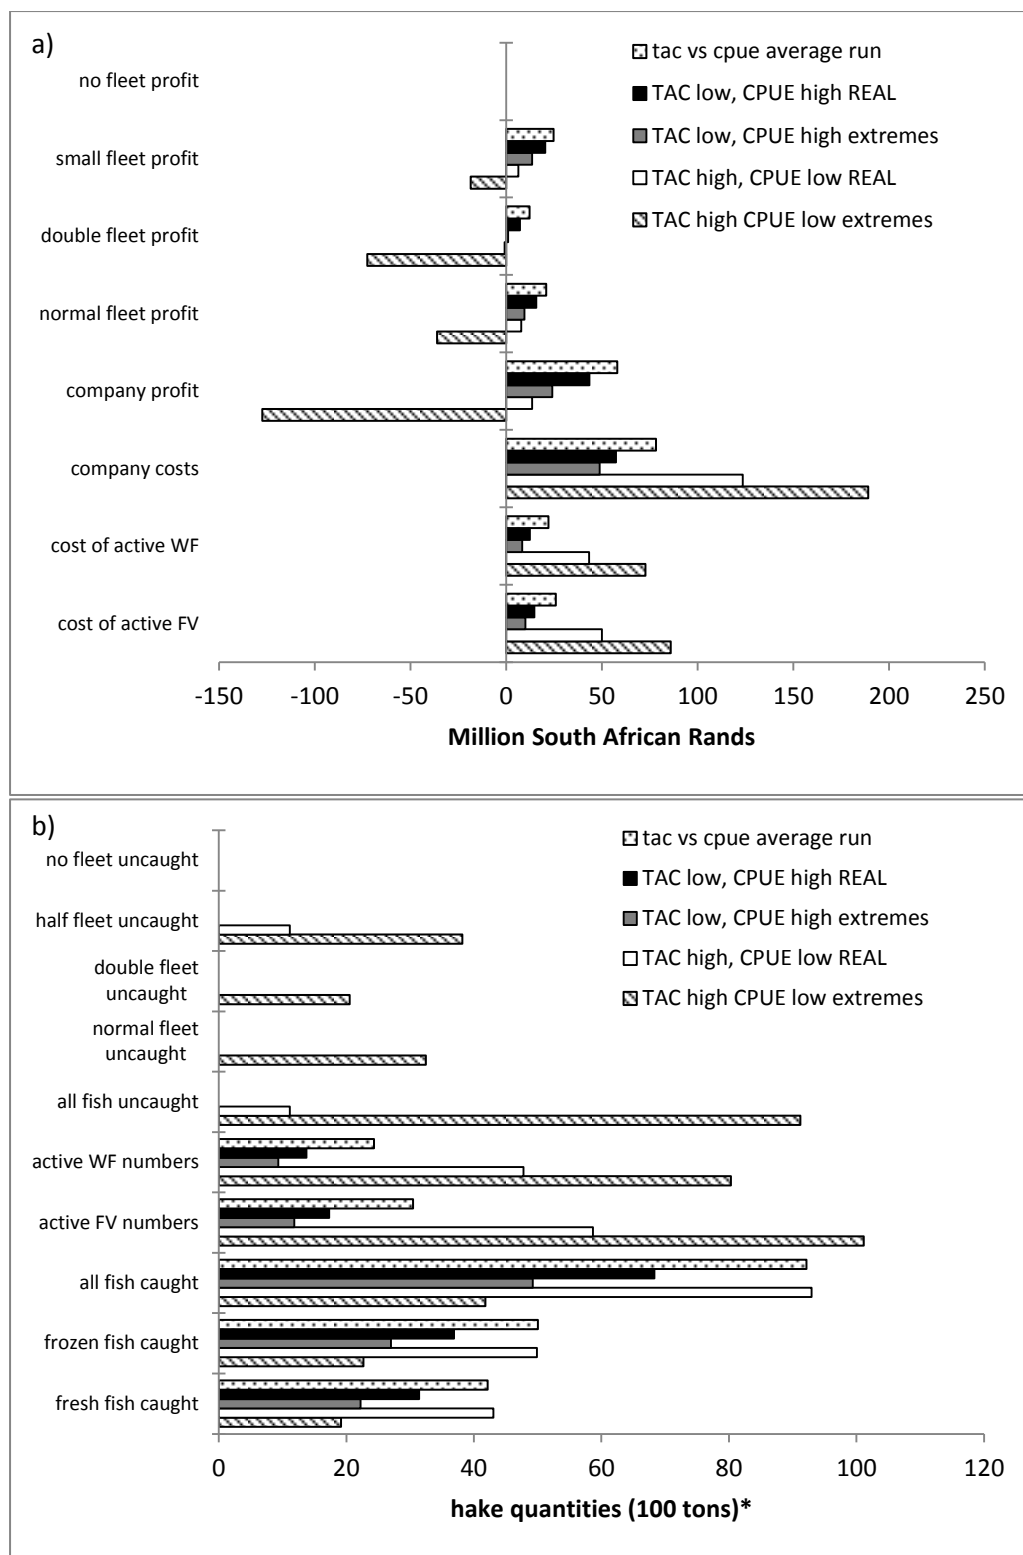 a)
tac vs cpue average run
TAC low, CPUE high REAL
TAC low, CPUE high extremes
TAC high, CPUE low REAL
TAC high CPUE low extremes
no fleet profit
small fleet profit
double fleet profit
normal fleet profit
company profit
company costs
cost of active WF
cost of active FV
-150 -100 -50 0 50 100 150 200 250
Million South African Rands
b)
tac vs cpue average run
TAC low, CPUE high REAL
TAC low, CPUE high extremes
TAC high, CPUE low REAL
TAC high CPUE low extremes
no fleet uncaught
half fleet uncaught
double fleet
uncaught
normal fleet
uncaught
all fish uncaught
active WF numbers
active FV numbers
all fish caught
frozen fish caught
fresh fish caught
0 20 40 60 80 100 120
hake quantities (100 tons)*